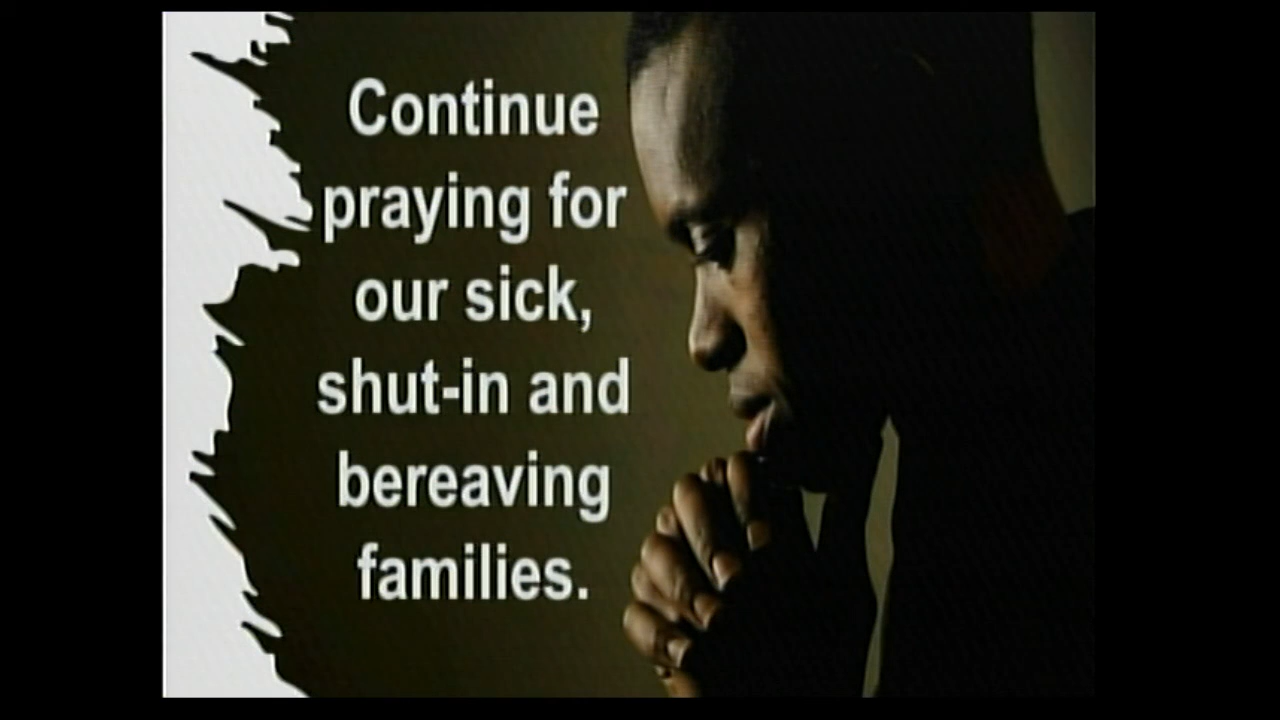 Continue
praying for
our sick,
shut-in and
bereaving
families.